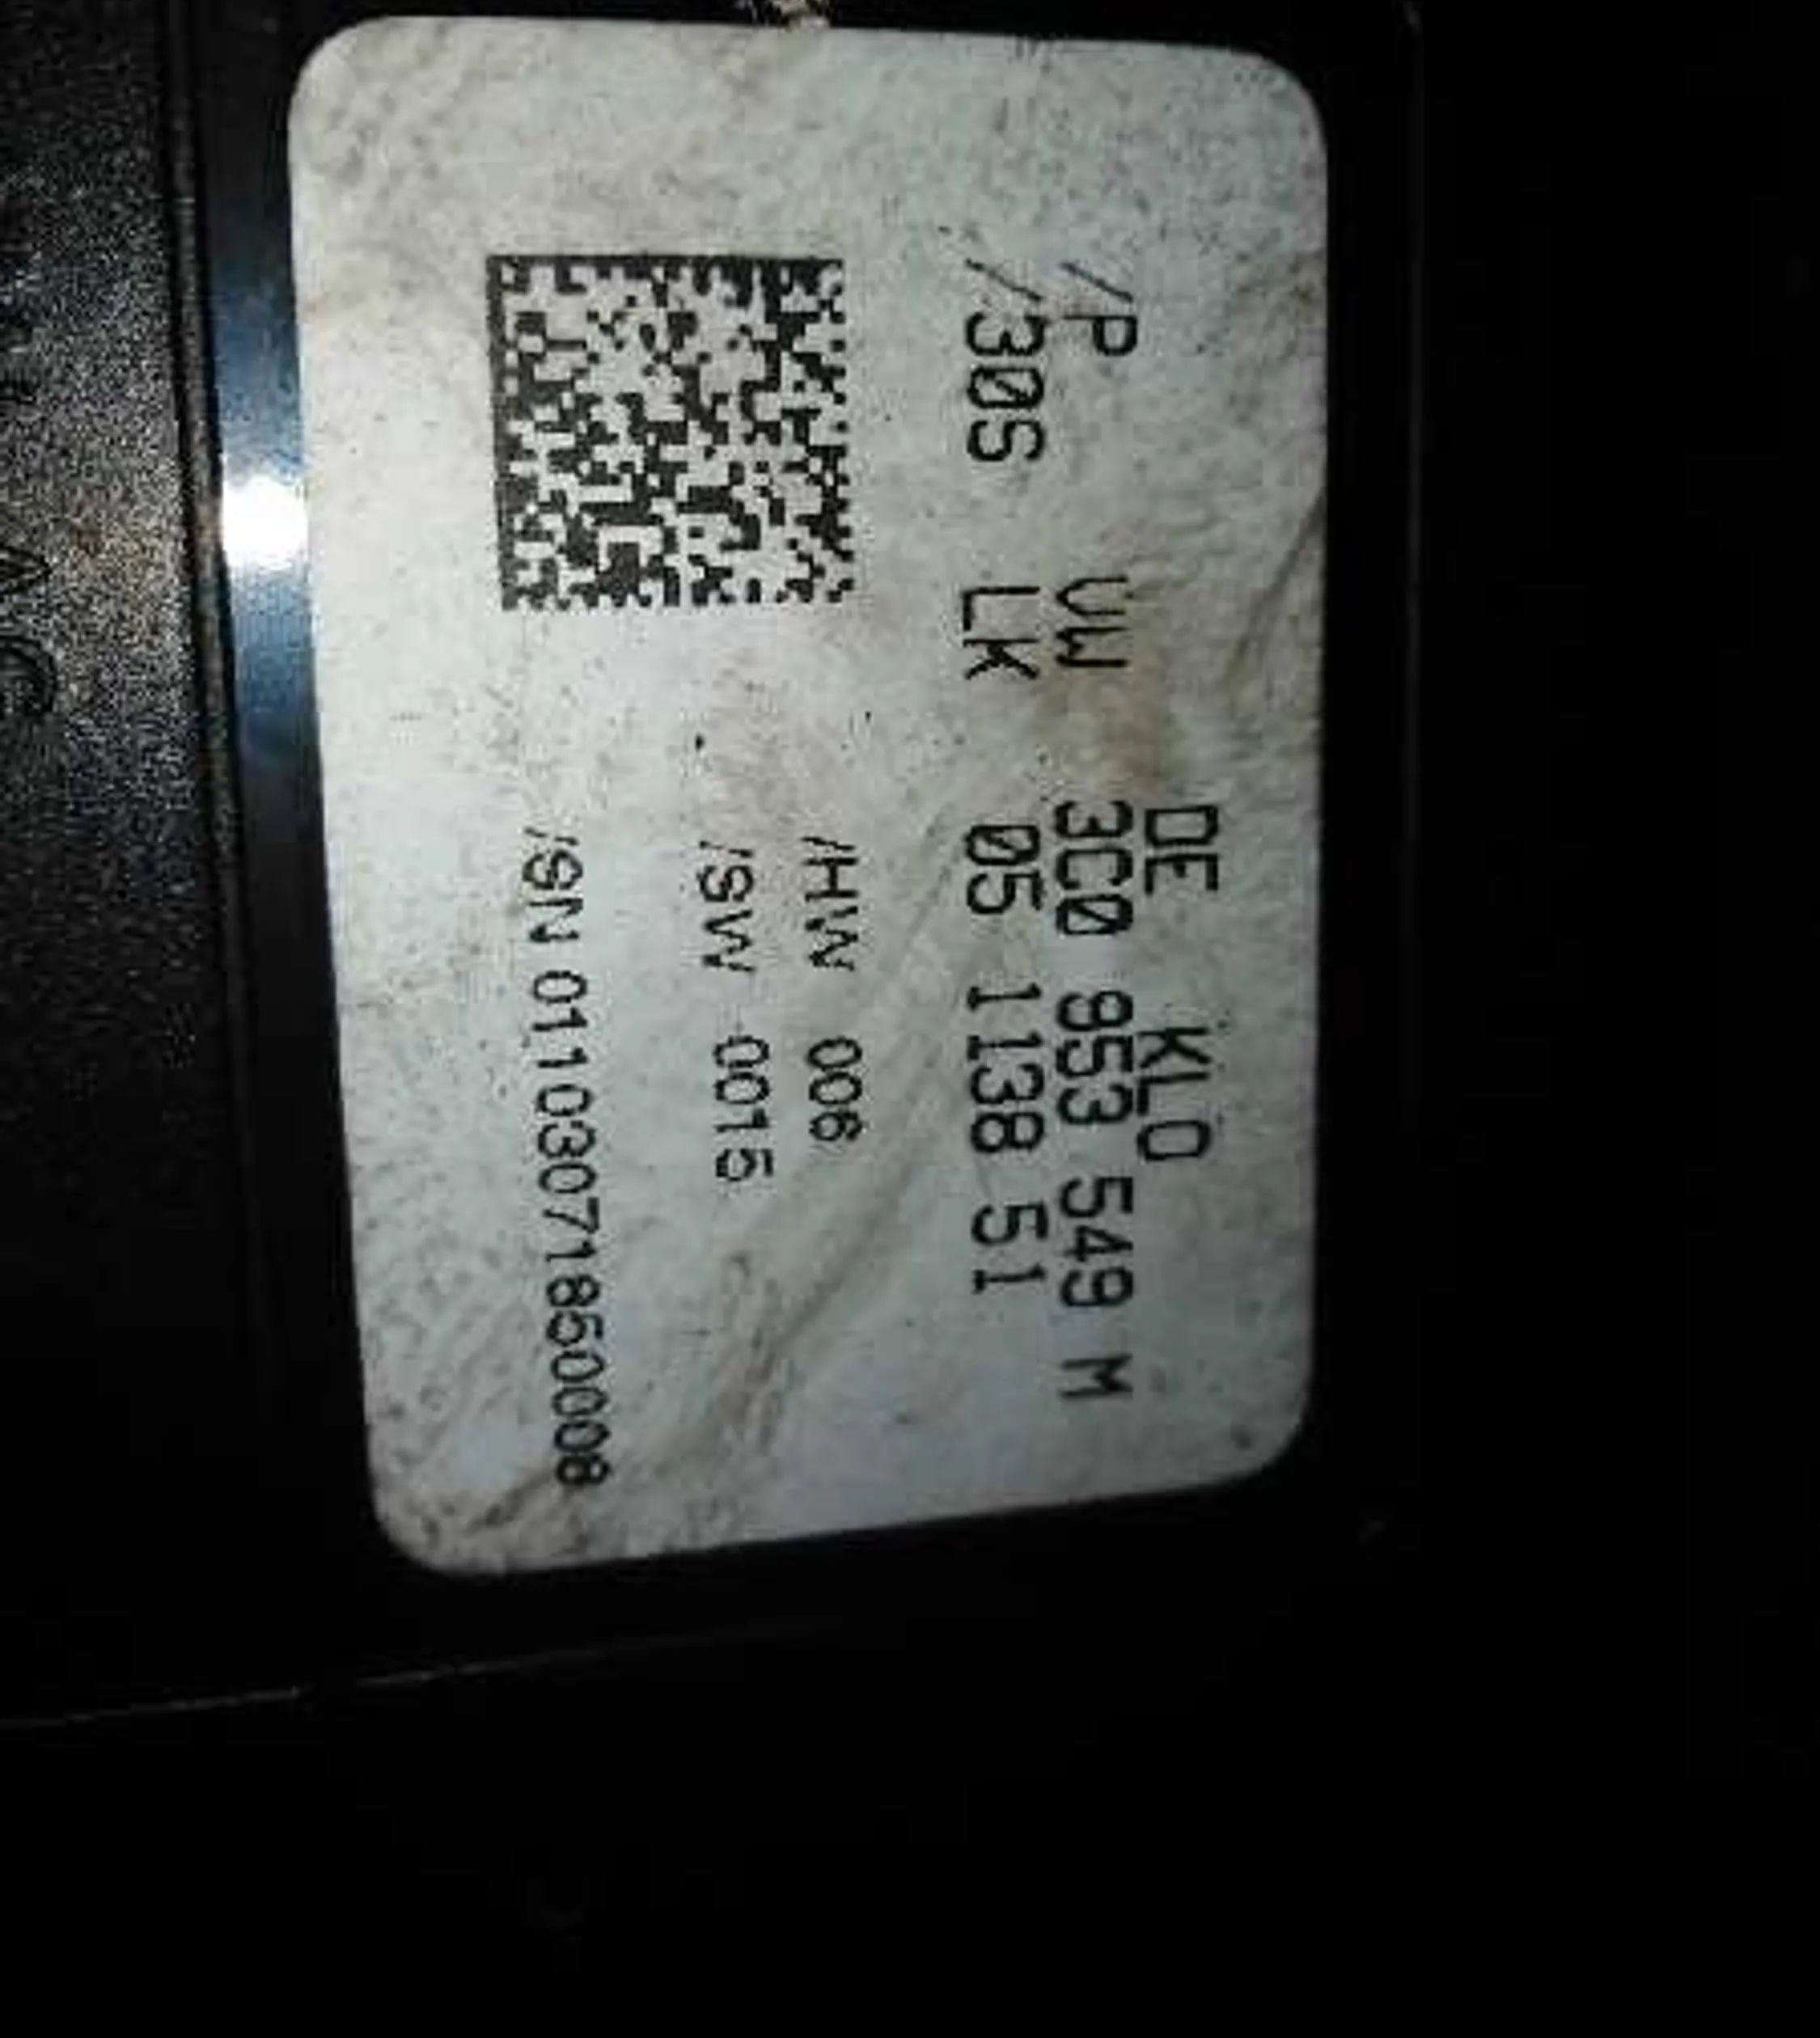 DE KLO
/P VW 3C0 953 549 M
/30S LK 05 1138 51
/HW 006
/SW 0015
/SN 01103071850008